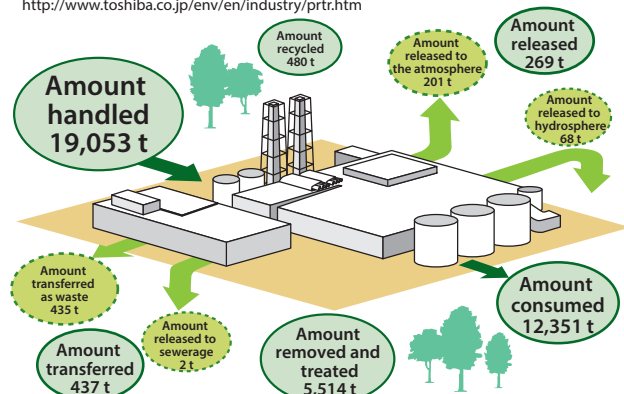 http://www.toshiba.co.jp/env/en/industry/prtr.htm
Amount
recycled
480 t
Amount
released to
the atmosphere
201 t
Amount
released
269 t
Amount
handled
19,053 t
Amount
released to
hydrosphere
68 t
Amount
transferred
as waste
435 t
Amount
released to
sewerage
2 t
Amount
transferred
437 t
Amount
removed and
treated
5,514 t
Amount
consumed
12,351 t